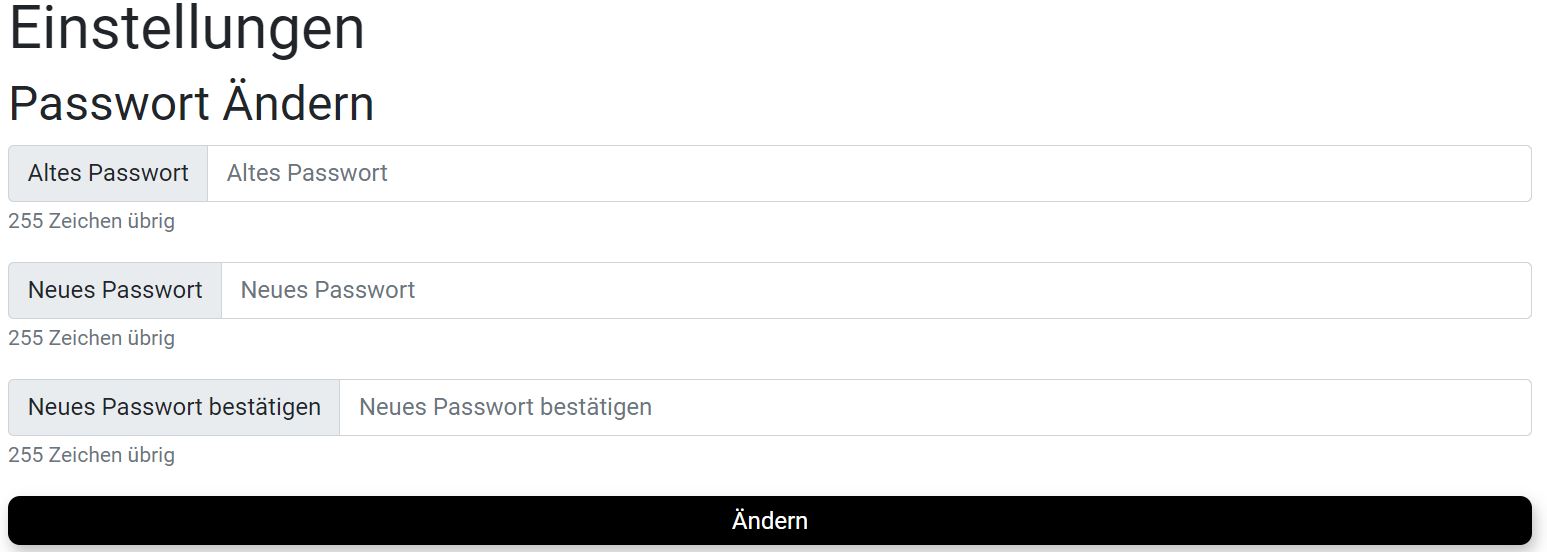 Einstellungen
Passwort Ändern
Altes Passwort Altes Passwort
255 Zeichen übrig
Neues Passwort Neues Passwort
255 Zeichen übrig
Neues Passwort bestätigen Neues Passwort bestätigen
255 Zeichen übrig
Ändern